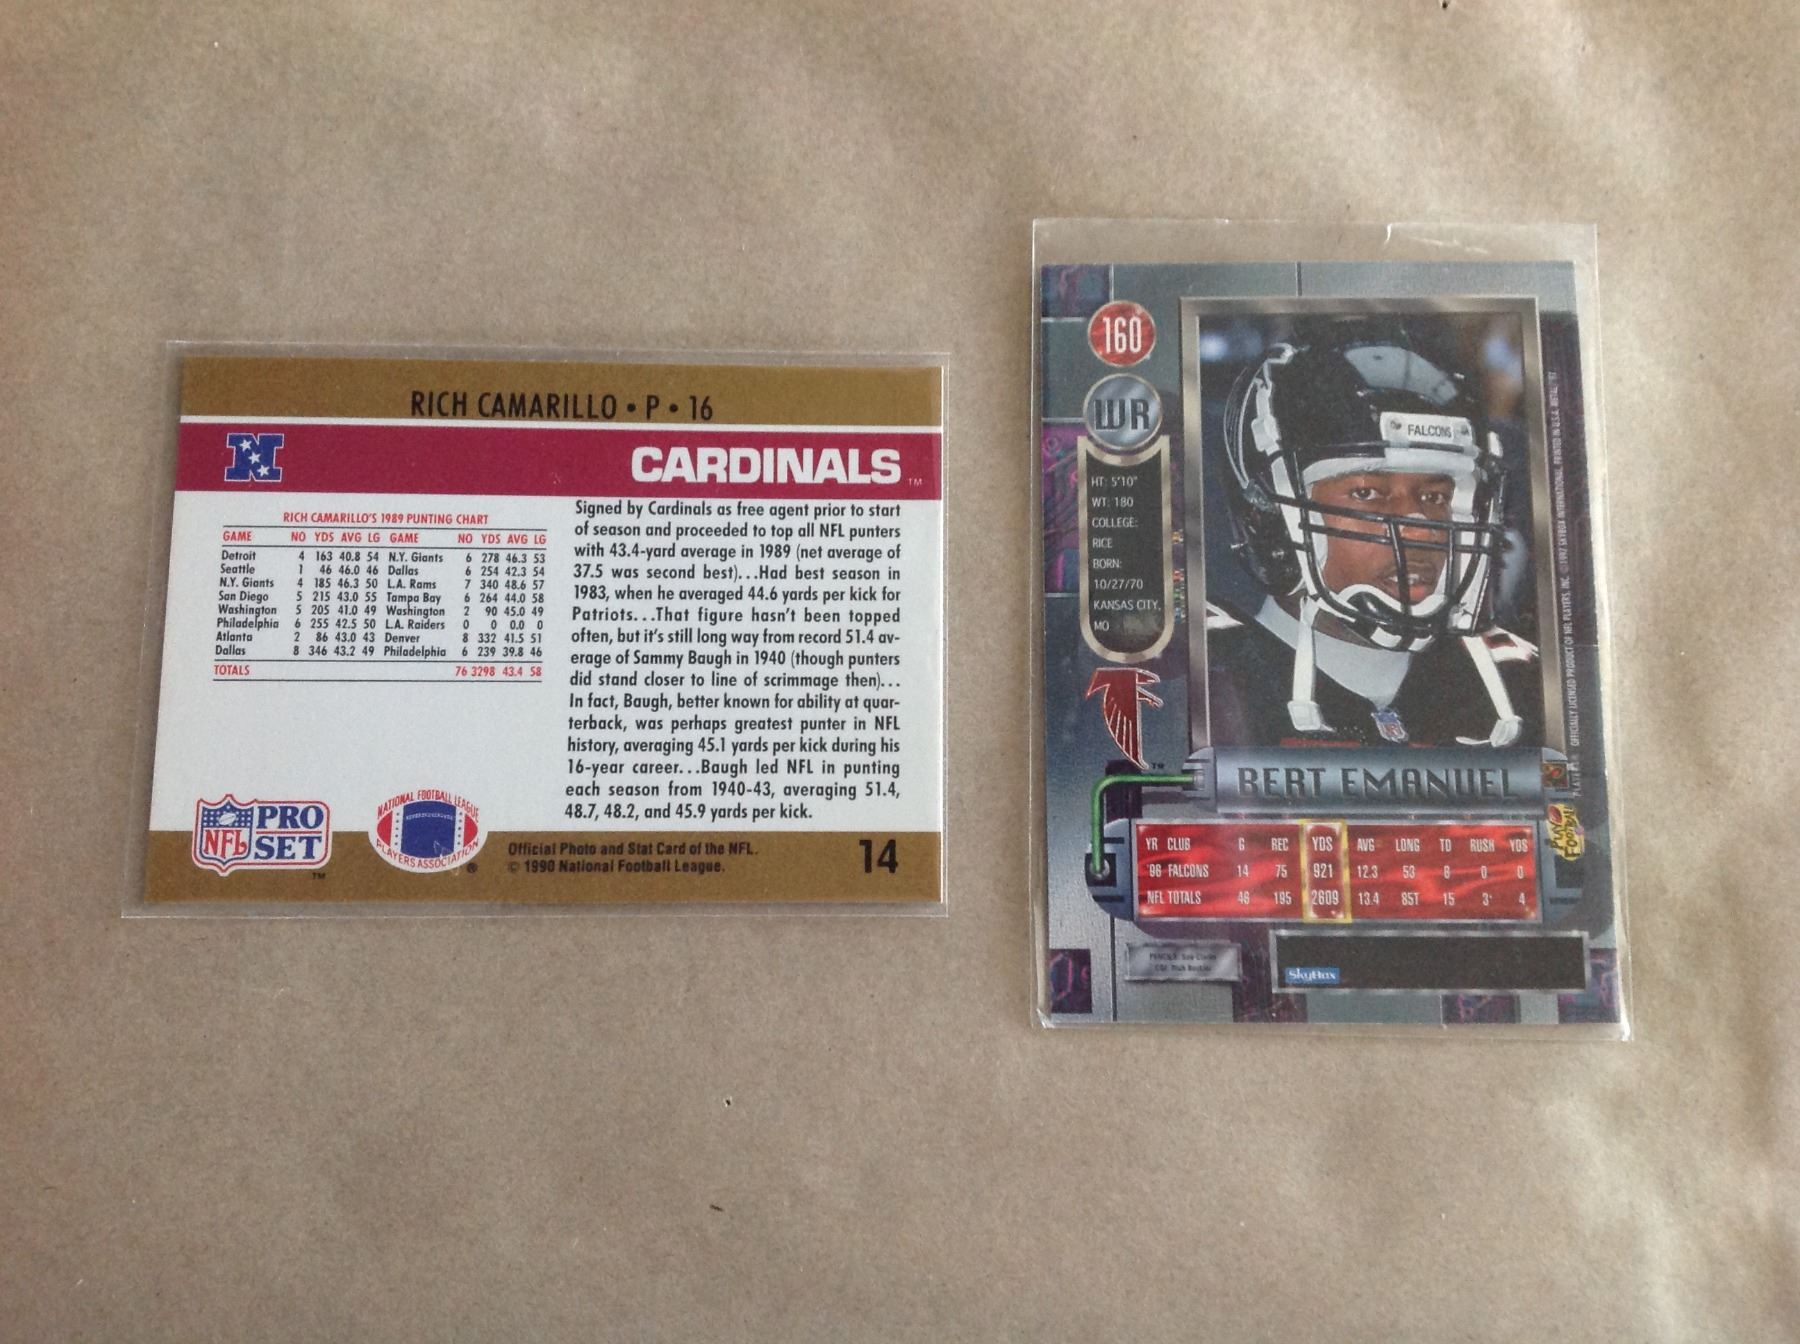 RICH CAMARILLO • P • 16
CARDINALS ™
RICH CAMARILLO'S 1989 PUNTING CHART
GAME NO YDS AVG LG GAME NO YDS AVG LG
Detroit 4 163 40.8 54 N.Y. Giants 6 278 46.3 53
Seattle 1 46 46.0 46 Dallas 6 254 42.3 54
N.Y. Giants 4 185 46.3 50 L.A. Rams 7 340 48.6 57
San Diego 5 215 43.0 55 Tampa Bay 6 264 44.0 58
Washington 5 205 41.0 49 Washington 2 90 45.0 49
Philadelphia 6 255 42.5 50 L.A. Raiders 0 0 0.0 0
Atlanta 2 86 43.0 43 Denver 8 332 41.5 51
Dallas 8 346 43.2 49 Philadelphia 6 239 39.8 46
TOTALS 76 3298 43.4 58
Signed by Cardinals as free agent prior to start
of season and proceeded to top all NFL punters
with 43.4-yard average in 1989 (net average of
37.5 was second best)...Had best season in
1983, when he averaged 44.6 yards per kick for
Patriots...That figure hasn't been topped
often, but it's still long way from record 51.4 av-
erage of Sammy Baugh in 1940 (though punters
did stand closer to line of scrimmage then)...
In fact, Baugh, better known for ability at quar-
terback, was perhaps greatest punter in NFL
history, averaging 45.1 yards per kick during his
16-year career...Baugh led NFL in punting
each season from 1940-43, averaging 51.4,
48.7, 48.2, and 45.9 yards per kick.
NFL PRO SET ™
NATIONAL FOOTBALL LEAGUE
PLAYERS ASSOCIATION ®
Official Photo and Stat Card of the NFL.
© 1990 National Football League.
14
160
WR
HT: 5'10"
WT: 180
COLLEGE:
RICE
BORN:
10/27/70
KANSAS CITY,
MO
FALCONS
™
BERT EMANUEL
YR CLUB G REC YDS AVG LONG TD RUSH YDS
'96 FALCONS 14 75 921 12.3 53 6 0 0
NFL TOTALS 46 195 2609 13.4 85T 15 3 4
SkyBox
PLAY FOOTBALL
OFFICIALLY LICENSED PRODUCT OF NFL PLAYERS, INC. ©1997 SKYBOX INTERNATIONAL, PRINTED IN U.S.A.